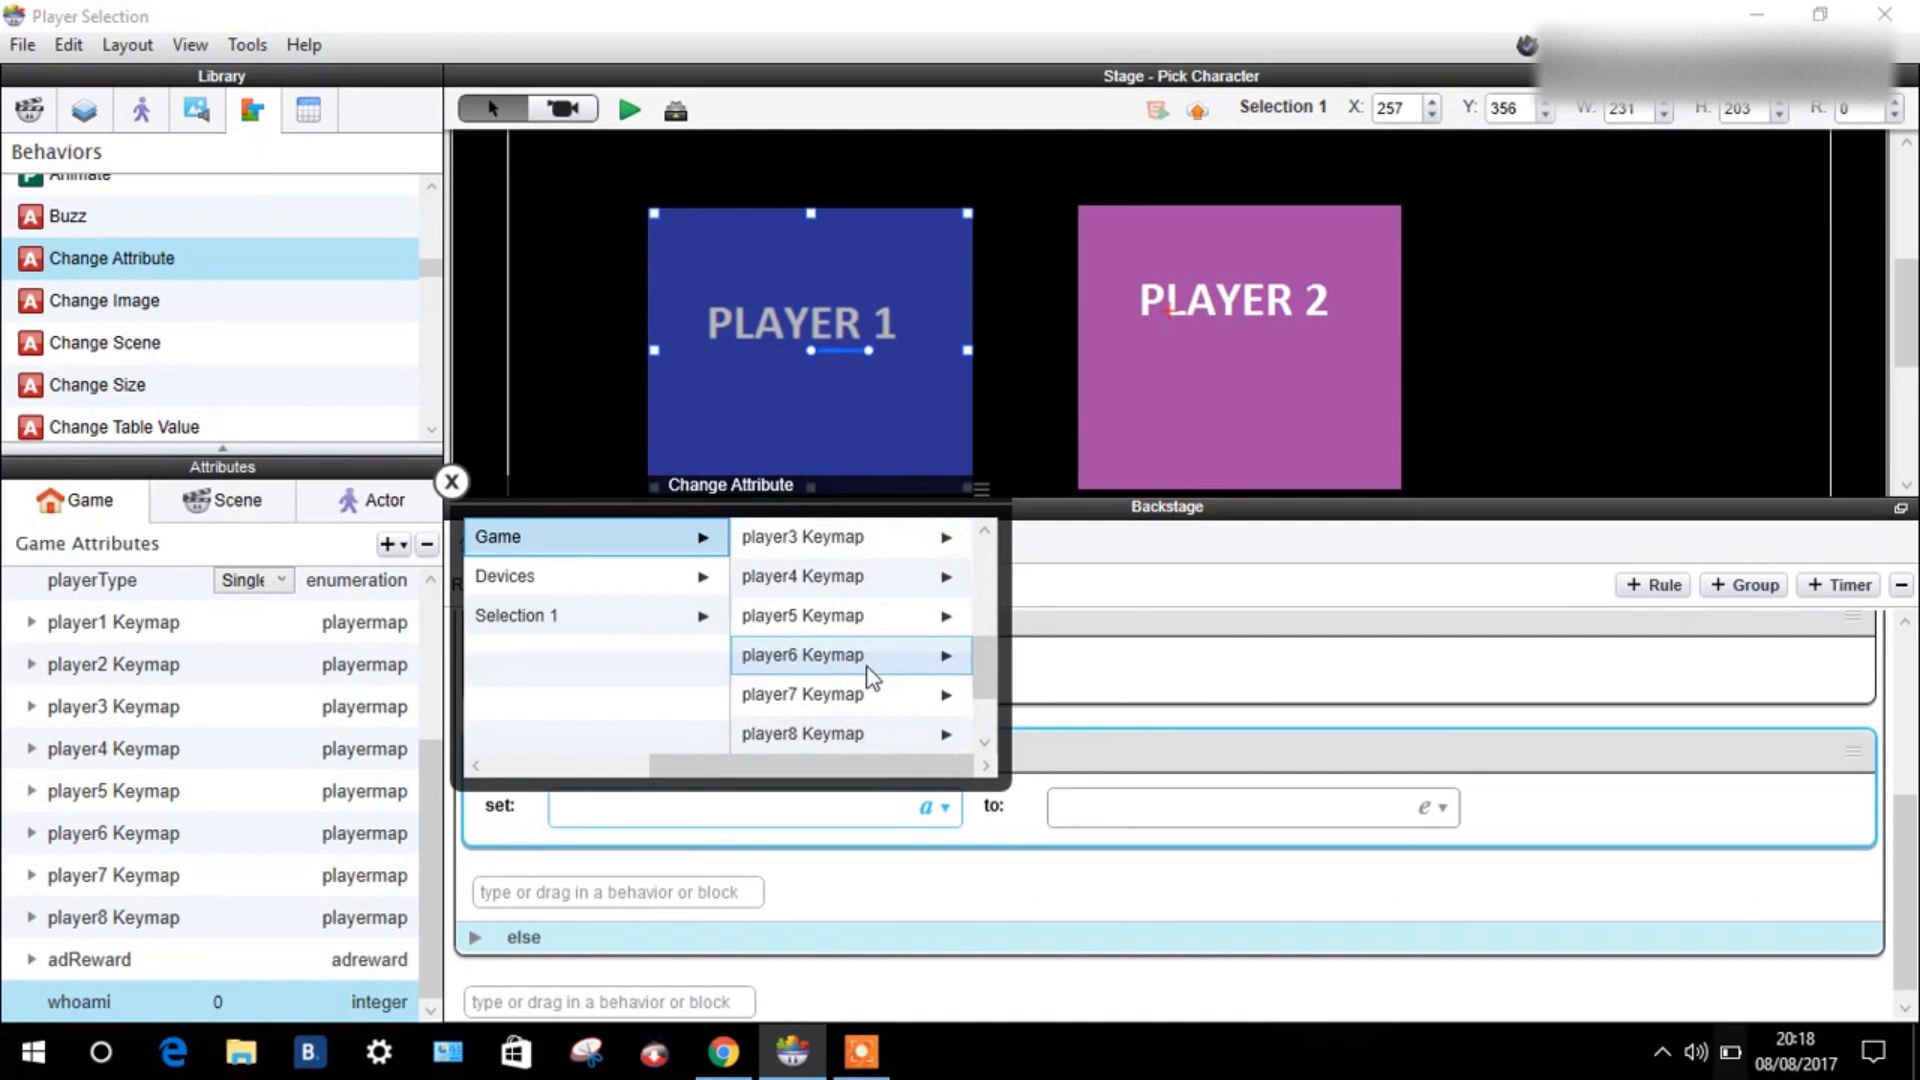 Player Selection
File Edit Layout View Tools Help
Library
Stage - Pick Character
Selection 1 X: 257 Y: 356 W: 231 H: 203 R: 0
Behaviors
Animate
Buzz
Change Attribute
Change Image
Change Scene
Change Size
Change Table Value
PLAYER 1
PLAYER 2
Attributes
Game Scene Actor
Game Attributes
playerType Single enumeration
player1 Keymap playermap
player2 Keymap playermap
player3 Keymap playermap
player4 Keymap playermap
player5 Keymap playermap
player6 Keymap playermap
player7 Keymap playermap
player8 Keymap playermap
adReward adreward
whoami 0 integer
X
Change Attribute
Backstage
Game
Devices
Selection 1
player3 Keymap
player4 Keymap
player5 Keymap
player6 Keymap
player7 Keymap
player8 Keymap
+ Rule + Group + Timer
set: a to: e
type or drag in a behavior or block
else
type or drag in a behavior or block
B.
20:18
08/08/2017